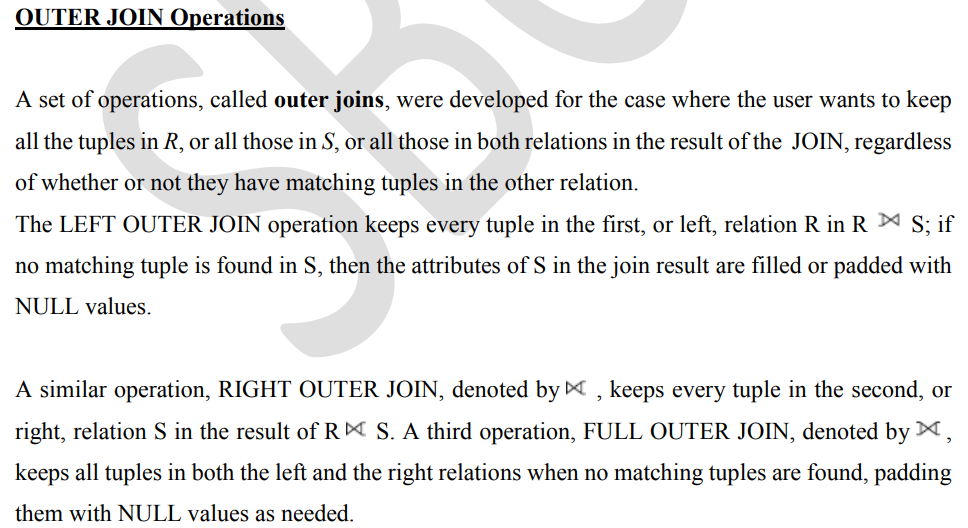 OUTER JOIN Operations
A set of operations, called outer joins, were developed for the case where the user wants to keep
all the tuples in R, or all those in S, or all those in both relations in the result of the JOIN, regardless
of whether or not they have matching tuples in the other relation.
The LEFT OUTER JOIN operation keeps every tuple in the first, or left, relation R in R ⟕ S; if
no matching tuple is found in S, then the attributes of S in the join result are filled or padded with
NULL values.
A similar operation, RIGHT OUTER JOIN, denoted by ⟖ , keeps every tuple in the second, or
right, relation S in the result of R ⟖ S. A third operation, FULL OUTER JOIN, denoted by ⟗ ,
keeps all tuples in both the left and the right relations when no matching tuples are found, padding
them with NULL values as needed.